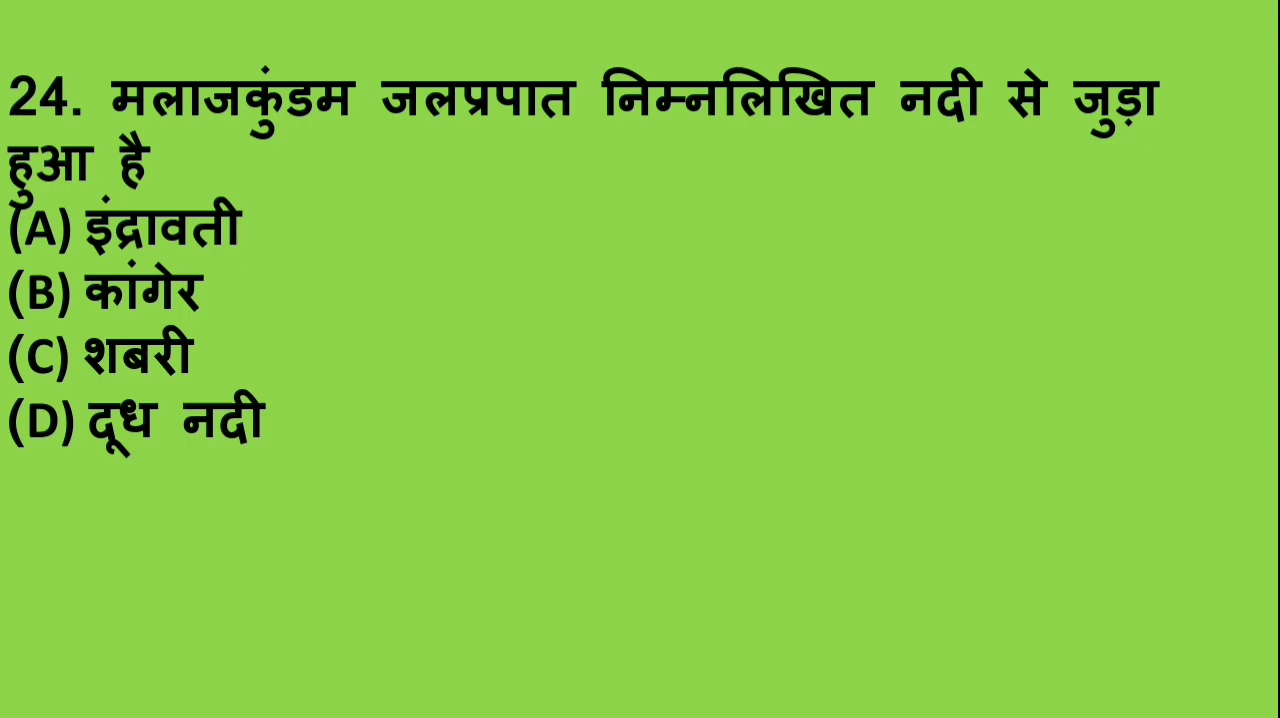 24. मलाजकुंडम जलप्रपात निम्नलिखित नदी से जुड़ा
हुआ है
(A) इंद्रावती
(B) कांगेर
(C) शबरी
(D) दूध नदी